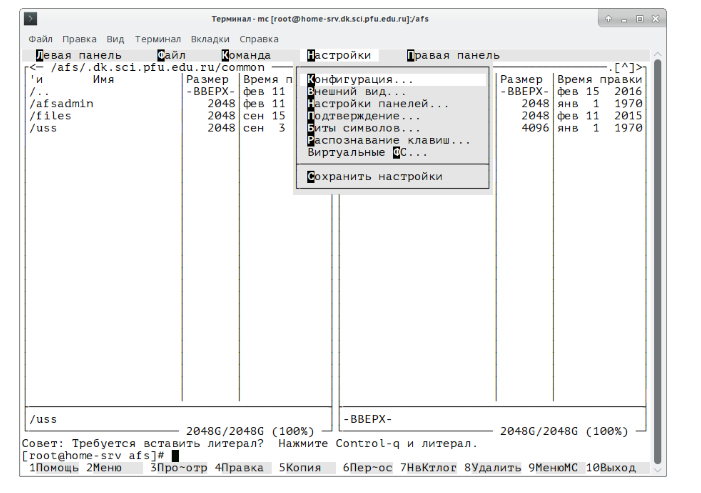 Терминал - mc [root@home-srv.dk.sci.pfu.edu.ru]:/afs
Файл Правка Вид Терминал Вкладки Справка
Левая панель Файл Команда Настройки Правая панель
<─ /afs/.dk.sci.pfu.edu.ru/common .[^]>
'и Имя Размер Время п Размер Время правки
/.. -ВВЕРХ- фев 11 -ВВЕРХ- фев 15 2016
/afsadmin 2048 фев 11 2048 янв 1 1970
/files 2048 сен 15 2048 фев 11 2015
/uss 2048 сен 3 4096 янв 1 1970
Конфигурация...
Внешний вид...
Настройки панелей...
Подтверждение...
Биты символов...
Распознавание клавиш...
Виртуальные ФС...
Сохранить настройки
/uss -ВВЕРХ-
2048G/2048G (100%) 2048G/2048G (100%)
Совет: Требуется вставить литерал? Нажмите Control-q и литерал.
[root@home-srv afs]#
1Помощь 2Меню 3Про~отр 4Правка 5Копия 6Пер~ос 7НвКтлог 8Удалить 9МенюМС 10Выход